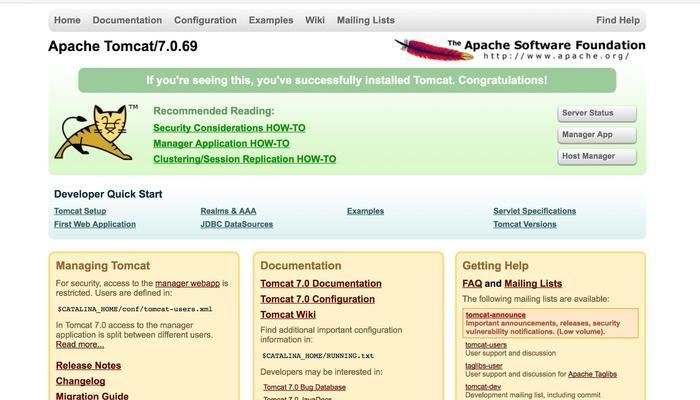 Home Documentation Configuration Examples Wiki Mailing Lists Find Help
Apache Tomcat/7.0.69
The Apache Software Foundation
http://www.apache.org/
If you're seeing this, you've successfully installed Tomcat. Congratulations!
TM
Recommended Reading:
Security Considerations HOW-TO
Manager Application HOW-TO
Clustering/Session Replication HOW-TO
Server Status
Manager App
Host Manager
Developer Quick Start
Tomcat Setup
First Web Application
Realms & AAA
JDBC DataSources
Examples
Servlet Specifications
Tomcat Versions
Managing Tomcat
For security, access to the manager webapp is
restricted. Users are defined in:
$CATALINA_HOME/conf/tomcat-users.xml
In Tomcat 7.0 access to the manager
application is split between different users.
Read more...
Release Notes
Changelog
Migration Guide
Documentation
Tomcat 7.0 Documentation
Tomcat 7.0 Configuration
Tomcat Wiki
Find additional important configuration
information in:
$CATALINA_HOME/RUNNING.txt
Developers may be interested in:
Tomcat 7.0 Bug Database
Tomcat 7.0 JavaDocs
Getting Help
FAQ and Mailing Lists
The following mailing lists are available:
tomcat-announce
Important announcements, releases, security
vulnerability notifications. (Low volume).
tomcat-users
User support and discussion
taglibs-user
User support and discussion for Apache Taglibs
tomcat-dev
Development mailing list, including commit